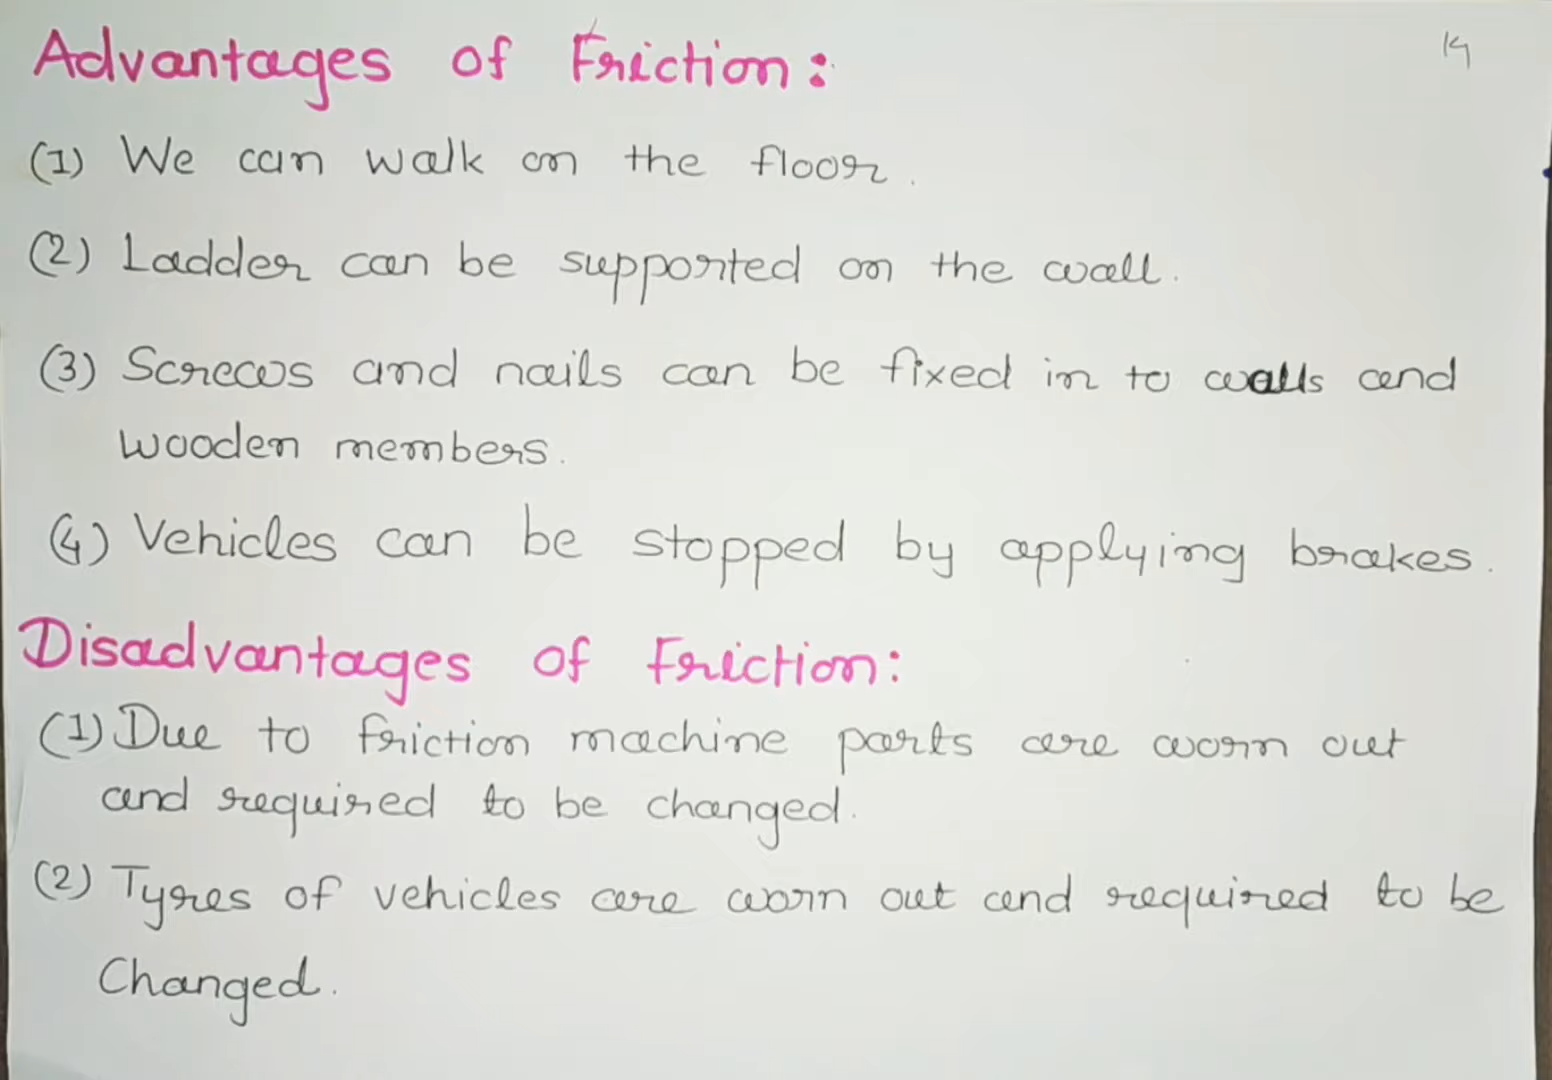 Advantages of Friction:
(1) We can walk on the floor.
(2) Ladder can be supported on the wall.
(3) Screws and nails can be fixed in to walls and
wooden members.
(4) Vehicles can be stopped by applying brakes.
Disadvantages of Friction:
(1) Due to friction machine parts are worn out
and required to be changed.
(2) Tyres of vehicles are worn out and required to be
Changed.